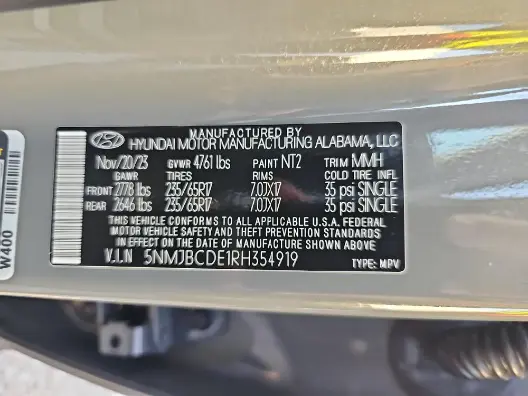 MANUFACTURED BY
HYUNDAI MOTOR MANUFACTURING ALABAMA, LLC
Nov/20/23 GVWR 4761 lbs PAINT NT2 TRIM MMH
GAWR TIRES RIMS COLD TIRE INFL
FRONT 2778 lbs 235/65R17 7.0JX17 35 psi SINGLE
REAR 2646 lbs 235/65R17 7.0JX17 35 psi SINGLE
THIS VEHICLE CONFORMS TO ALL APPLICABLE U.S.A. FEDERAL
MOTOR VEHICLE SAFETY AND THEFT PREVENTION STANDARDS
IN EFFECT ON THE DATE OF MANUFACTURE SHOWN ABOVE
V.I.N 5NMJBCDE1RH354919 TYPE: MPV
W400